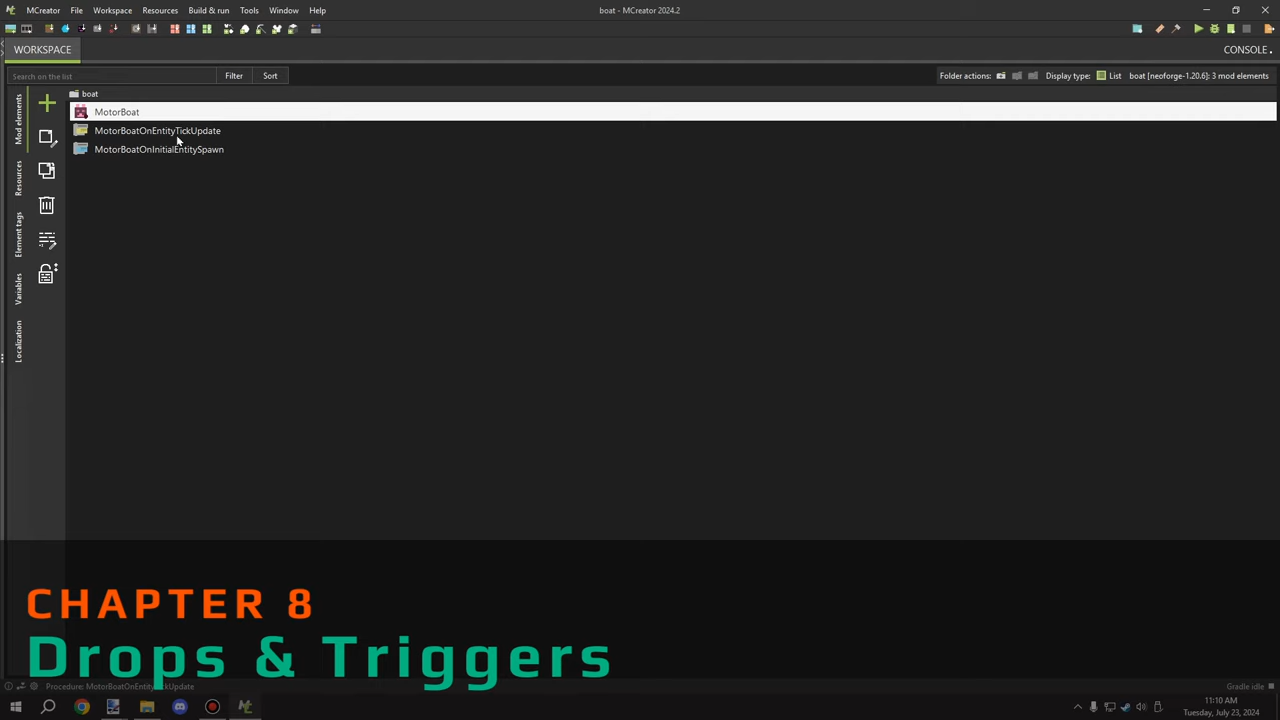 MCreator File Workspace Resources Build & run Tools Window Help
boat - MCreator 2024.2
WORKSPACE
CONSOLE
Search on the list
Filter
Sort
Folder actions:
Display type:
List
boat [neoforge-1.20.6]: 3 mod elements
Mod elements
Resources
Element tags
Variables
Localization
boat
MotorBoat
MotorBoatOnEntityTickUpdate
MotorBoatOnInitialEntitySpawn
CHAPTER 8
Drops & Triggers
Procedure: MotorBoatOnEntityTickUpdate
Gradle idle
11:10 AM
Tuesday, July 23, 2024